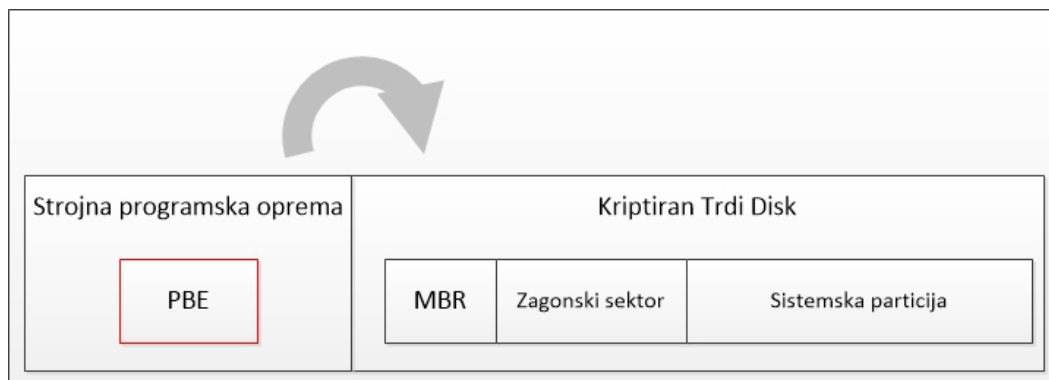 Strojna programska oprema
Kriptiran Trdi Disk
PBE
MBR
Zagonski sektor
Sistemska particija